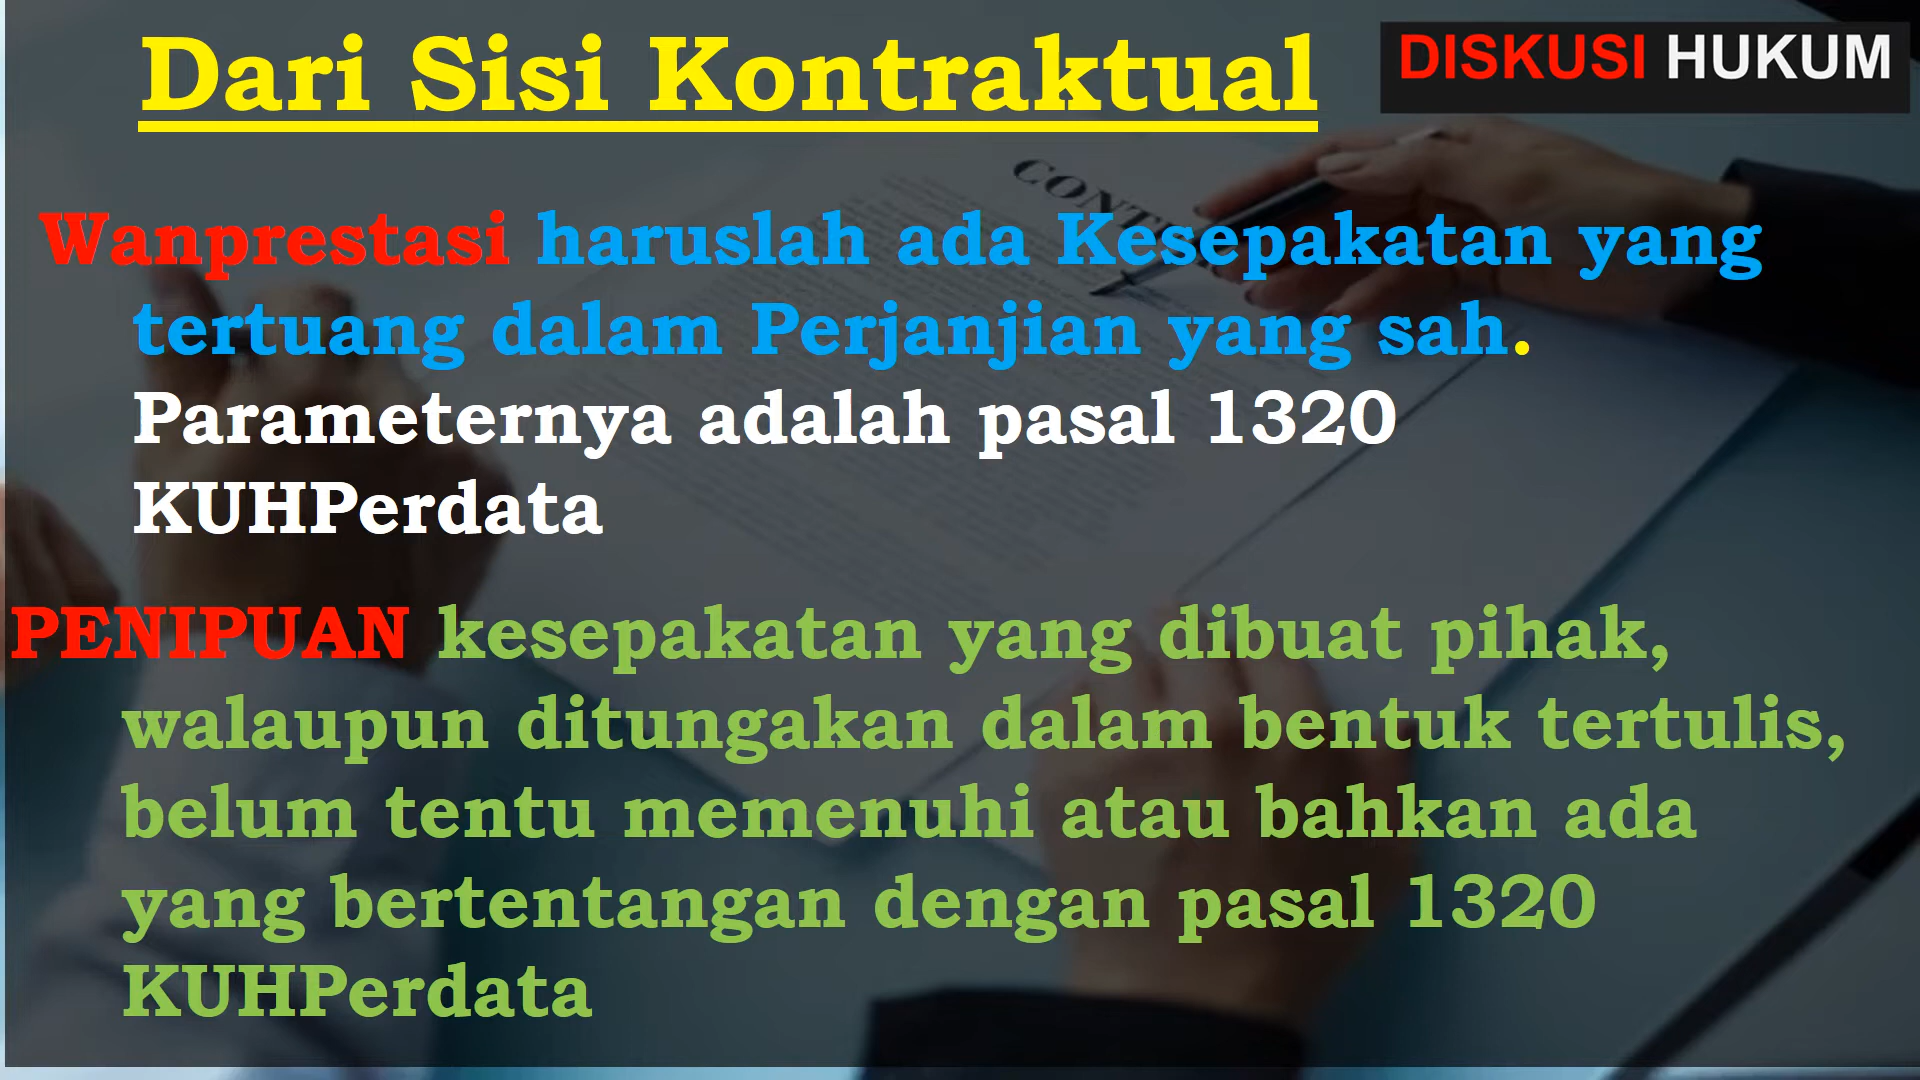 Dari Sisi Kontraktual
DISKUSI HUKUM
CONT
Wanprestasi haruslah ada Kesepakatan yang
tertuang dalam Perjanjian yang sah.
Parameternya adalah pasal 1320
KUHPerdata
PENIPUAN kesepakatan yang dibuat pihak,
walaupun ditungakan dalam bentuk tertulis,
belum tentu memenuhi atau bahkan ada
yang bertentangan dengan pasal 1320
KUHPerdata